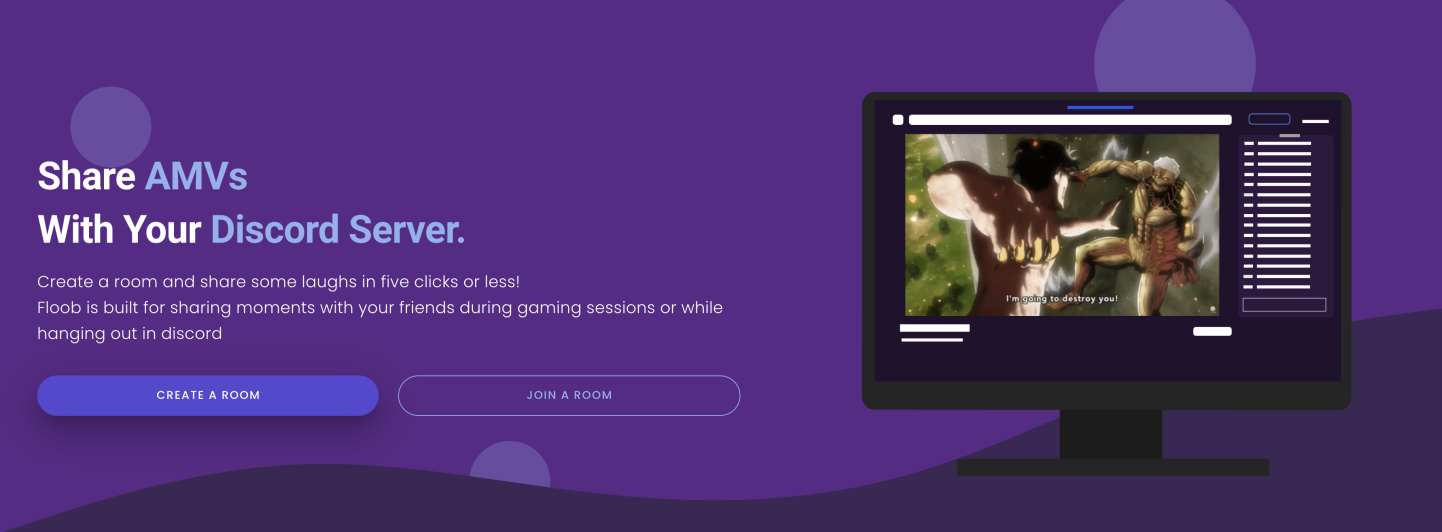 Share AMVs
With Your Discord Server.
Create a room and share some laughs in five clicks or less!
Floob is built for sharing moments with your friends during gaming sessions or while
hanging out in discord
CREATE A ROOM
JOIN A ROOM
I'm going to destroy you!